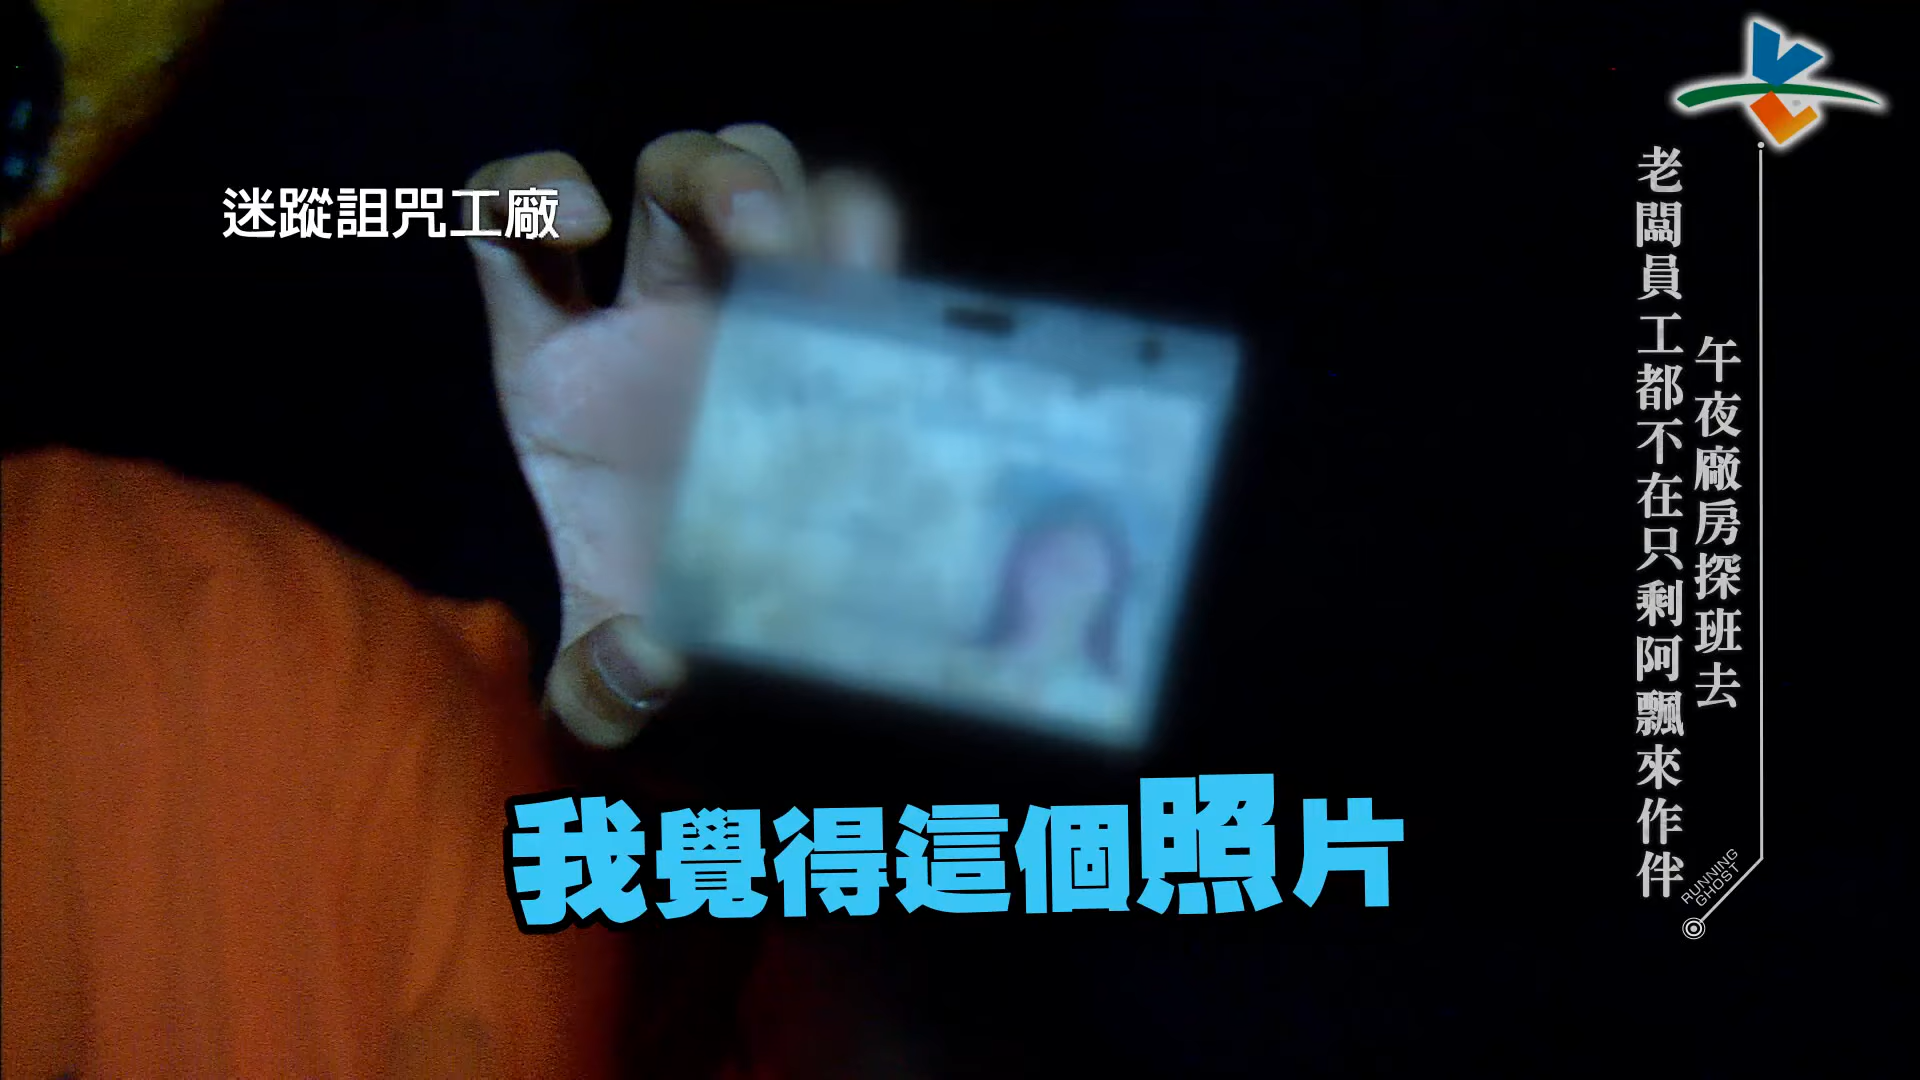 迷蹤詛咒工廠
午夜廠房探班去
老闆員工都不在只剩阿飄來作伴
RUNNING
GHOST
我覺得這個照片